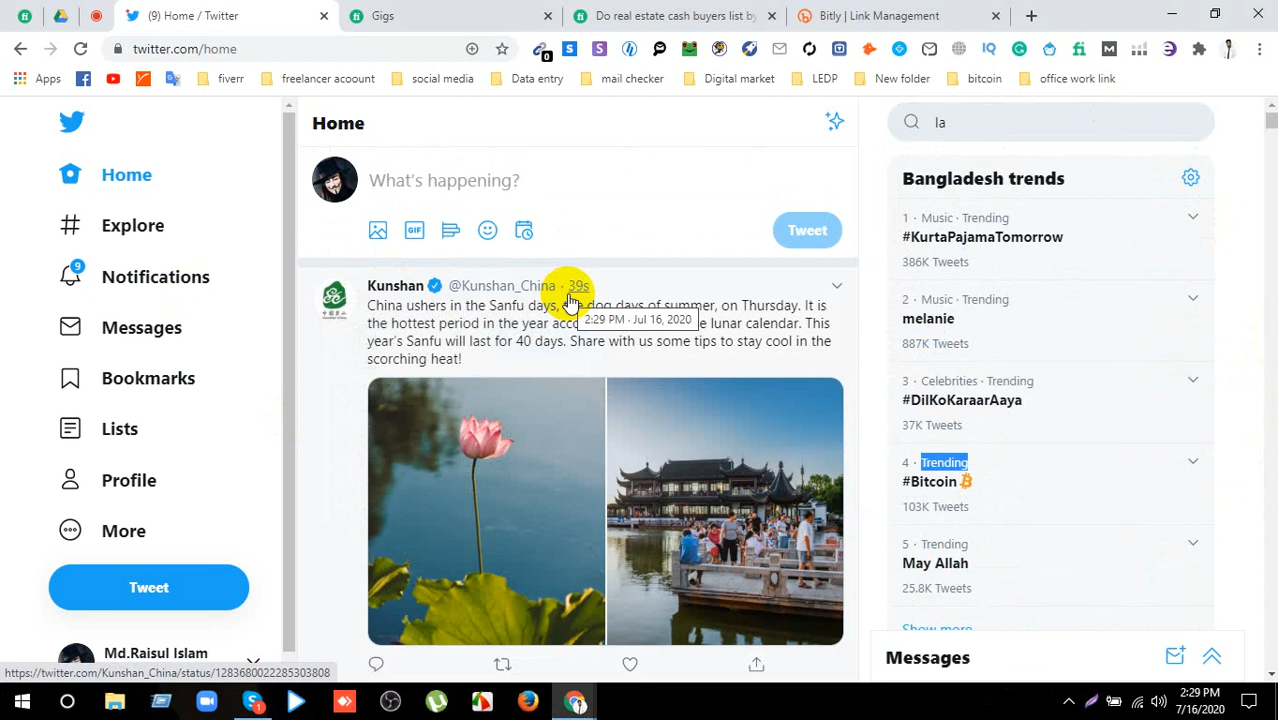 (9) Home / Twitter
Gigs
Do real estate cash buyers list by
Bitly | Link Management
twitter.com/home
0
Apps
fiverr
freelancer acoount
social media
Data entry
mail checker
Digital market
LEDP
New folder
bitcoin
office work link
Home
Explore
9
Notifications
Messages
Bookmarks
Lists
Profile
More
Tweet
Md.Raisul Islam
Home
What's happening?
GIF
Tweet
Kunshan @Kunshan_China · 39s
China ushers in the Sanfu days, dog days of summer, on Thursday. It is
the hottest period in the year lunar calendar. This
2:29 PM · Jul 16, 2020
year's Sanfu will last for 40 days. Share with us some tips to stay cool in the
scorching heat!
la
Bangladesh trends
1 · Music · Trending
#KurtaPajamaTomorrow
386K Tweets
2 · Music · Trending
melanie
887K Tweets
3 · Celebrities · Trending
#DilKoKaraarAaya
37K Tweets
4 · Trending
#Bitcoin
103K Tweets
5 · Trending
May Allah
25.8K Tweets
Show more
Messages
https://twitter.com/Kunshan_China/status/1283680022285303808
2:29 PM
7/16/2020